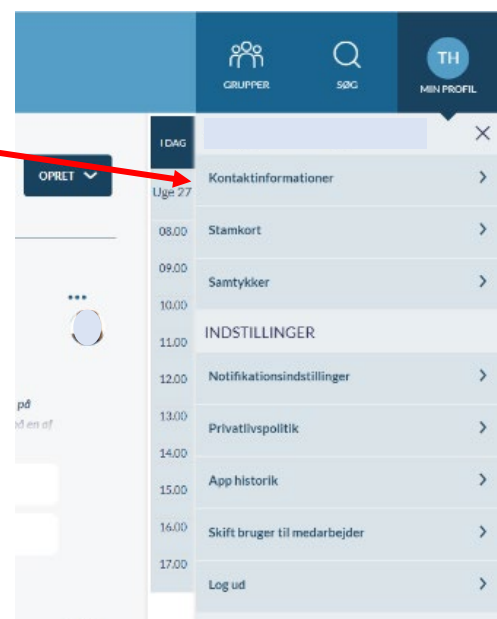 GRUPPER
SØG
TH
MIN PROFIL
I DAG
OPRET
Uge 27
08.00
09.00
10.00
11.00
12.00
13.00
14.00
15.00
16.00
17.00
på
en af
Kontaktinformationer
Stamkort
Samtykker
INDSTILLINGER
Notifikationsindstillinger
Privatlivspolitik
App historik
Skift bruger til medarbejder
Log ud